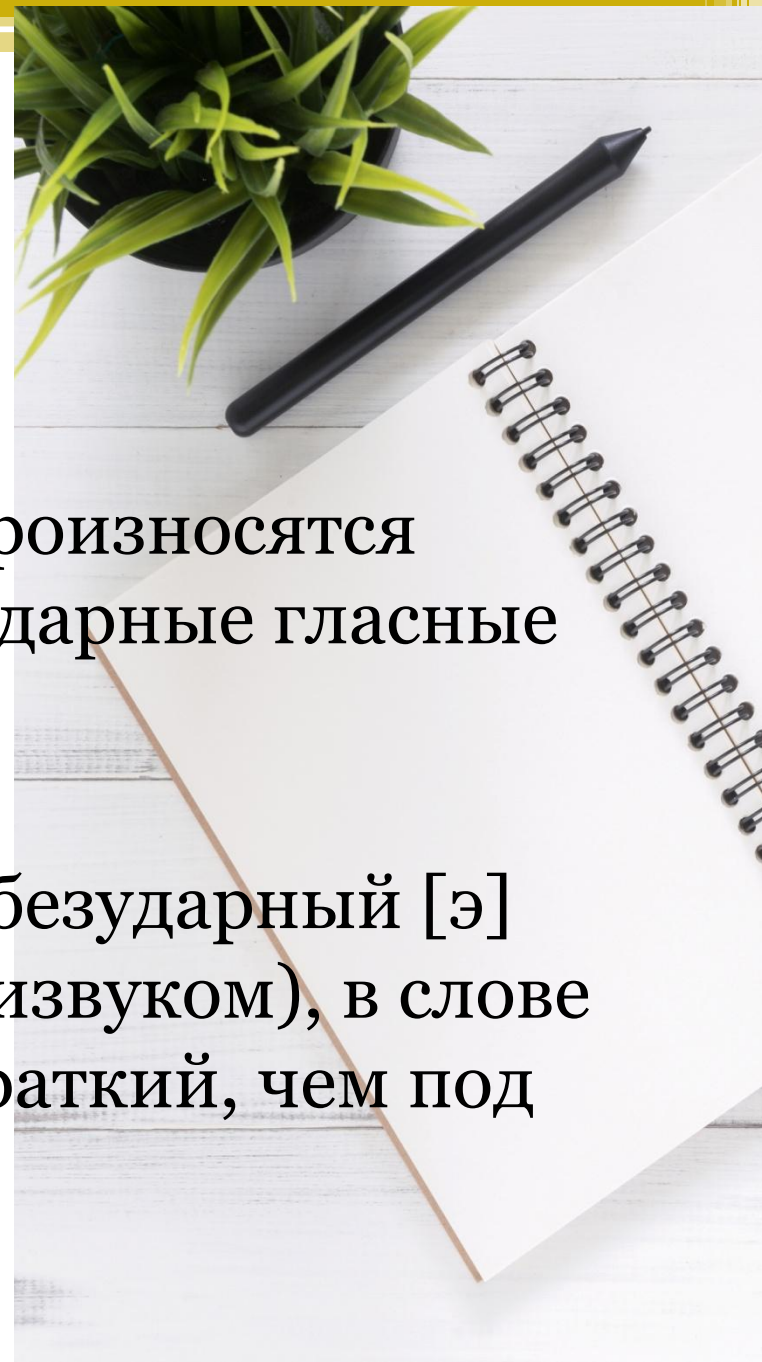 роизносятся
дарные гласные
безударный [э]
извуком), в слове
раткий, чем под